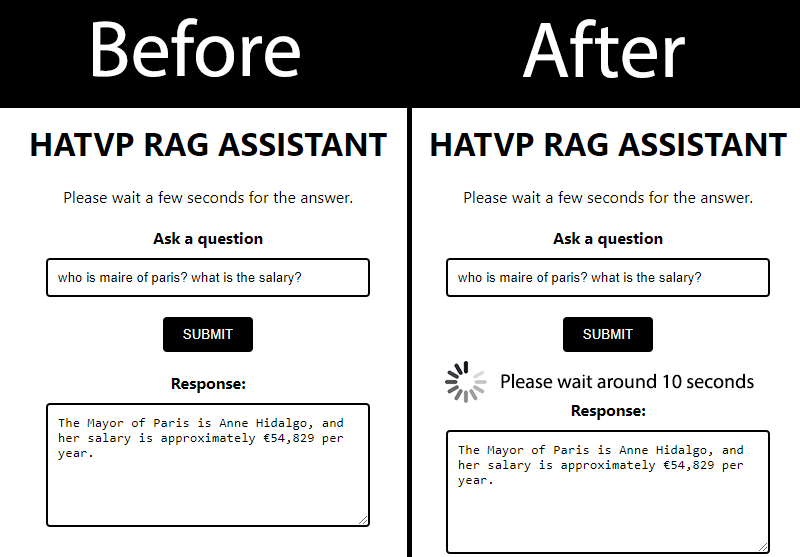 Before
After
HATVP RAG ASSISTANT
Please wait a few seconds for the answer.
Ask a question
who is maire of paris? what is the salary?
SUBMIT
Response:
The Mayor of Paris is Anne Hidalgo, and
her salary is approximately €54,829 per
year.
HATVP RAG ASSISTANT
Please wait a few seconds for the answer.
Ask a question
who is maire of paris? what is the salary?
SUBMIT
Please wait around 10 seconds
Response:
The Mayor of Paris is Anne Hidalgo, and
her salary is approximately €54,829 per
year.